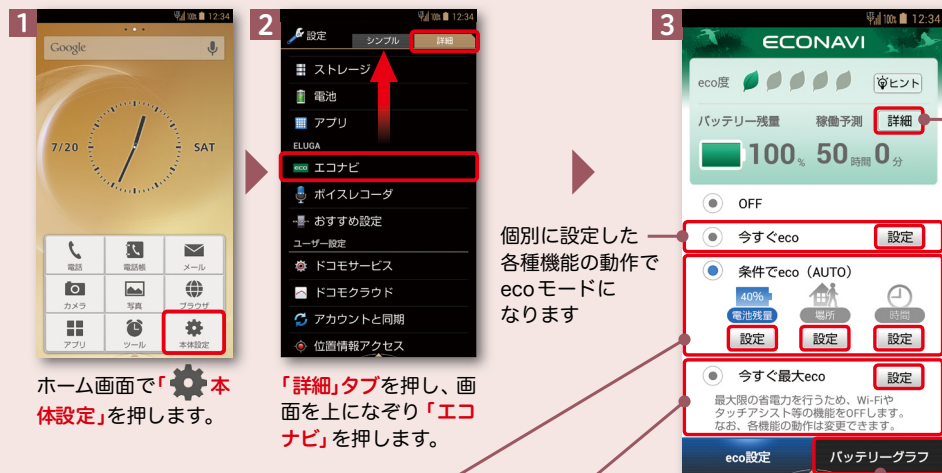 1
100% 12:34
Google
7/20
SAT
電話
電話帳
メール
カメラ
写真
ブラウザ
アプリ
ツール
本体設定
ホーム画面で「本
体設定」を押します。
2
100% 12:34
設定
シンプル
詳細
ストレージ
電池
アプリ
ELUGA
eco エコナビ
ボイスレコーダ
おすすめ設定
ユーザー設定
ドコモサービス
ドコモクラウド
アカウントと同期
位置情報アクセス
「詳細」タブを押し、画
面を上になぞり「エコ
ナビ」を押します。
個別に設定した
各種機能の動作で
ecoモードに
なります
3
100% 12:34
ECONAVI
eco度
ヒント
バッテリー残量
稼働予測
詳細
100%
50時間0分
OFF
今すぐeco
設定
条件でeco（AUTO）
40%
電池残量
場所
時間
設定
設定
設定
今すぐ最大eco
設定
最大限の省電力を行うため、Wi-Fiや
タッチアシスト等の機能をOFFします。
なお、各機能の動作は変更できます。
eco設定
バッテリーグラフ